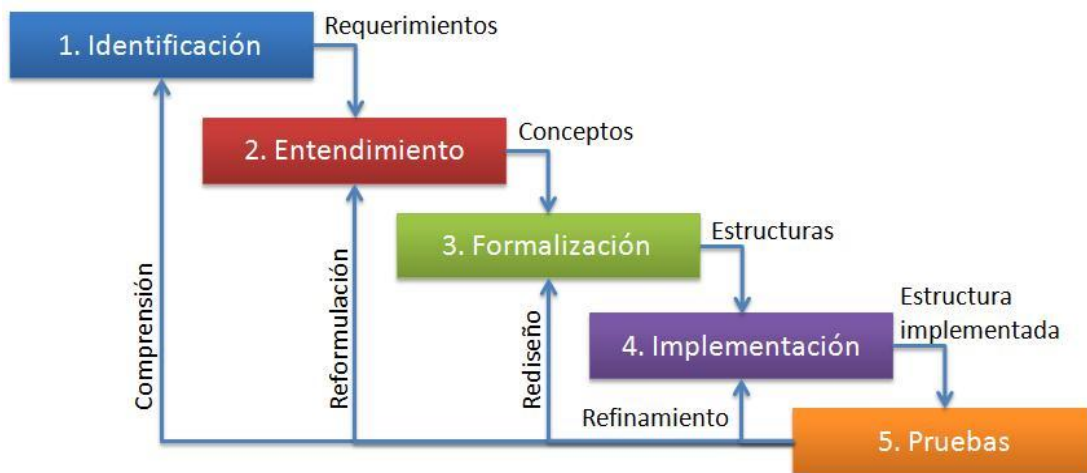 Requerimientos
1. Identificación
Conceptos
2. Entendimiento
Estructuras
3. Formalización
Estructura
implementada
4. Implementación
Comprensión
Reformulación
Rediseño
Refinamiento
5. Pruebas